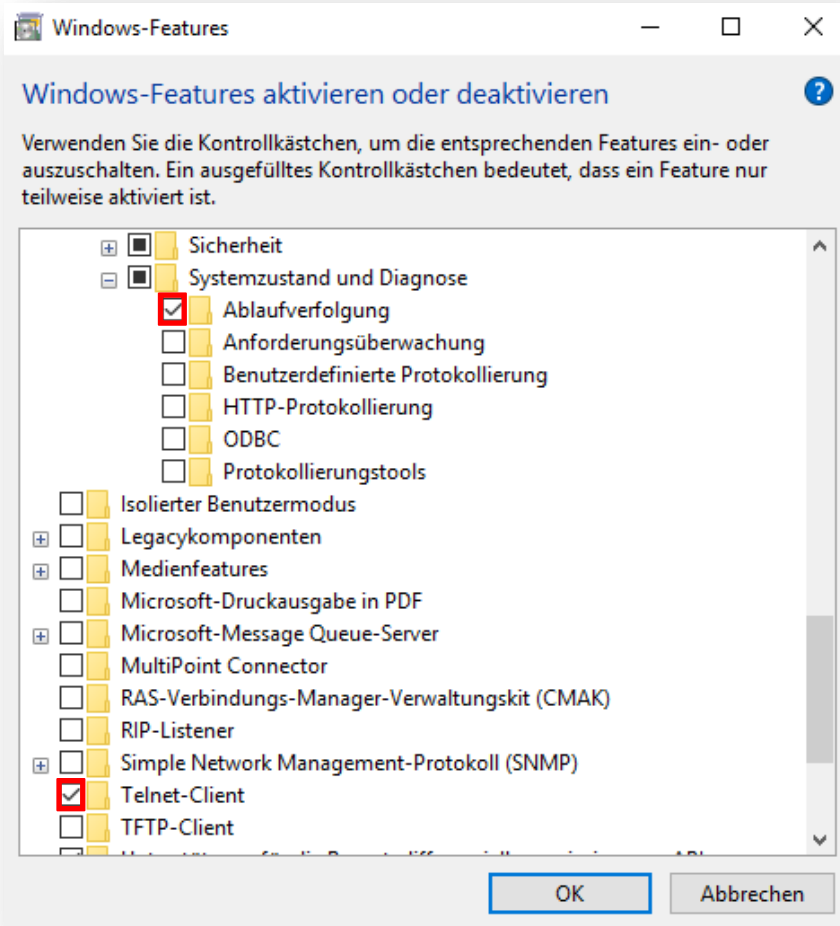 Windows-Features
Windows-Features aktivieren oder deaktivieren
?
Verwenden Sie die Kontrollkästchen, um die entsprechenden Features ein- oder
auszuschalten. Ein ausgefülltes Kontrollkästchen bedeutet, dass ein Feature nur
teilweise aktiviert ist.
Sicherheit
Systemzustand und Diagnose
Ablaufverfolgung
Anforderungsüberwachung
Benutzerdefinierte Protokollierung
HTTP-Protokollierung
ODBC
Protokollierungstools
Isolierter Benutzermodus
Legacykomponenten
Medienfeatures
Microsoft-Druckausgabe in PDF
Microsoft-Message Queue-Server
MultiPoint Connector
RAS-Verbindungs-Manager-Verwaltungskit (CMAK)
RIP-Listener
Simple Network Management-Protokoll (SNMP)
Telnet-Client
TFTP-Client
OK
Abbrechen